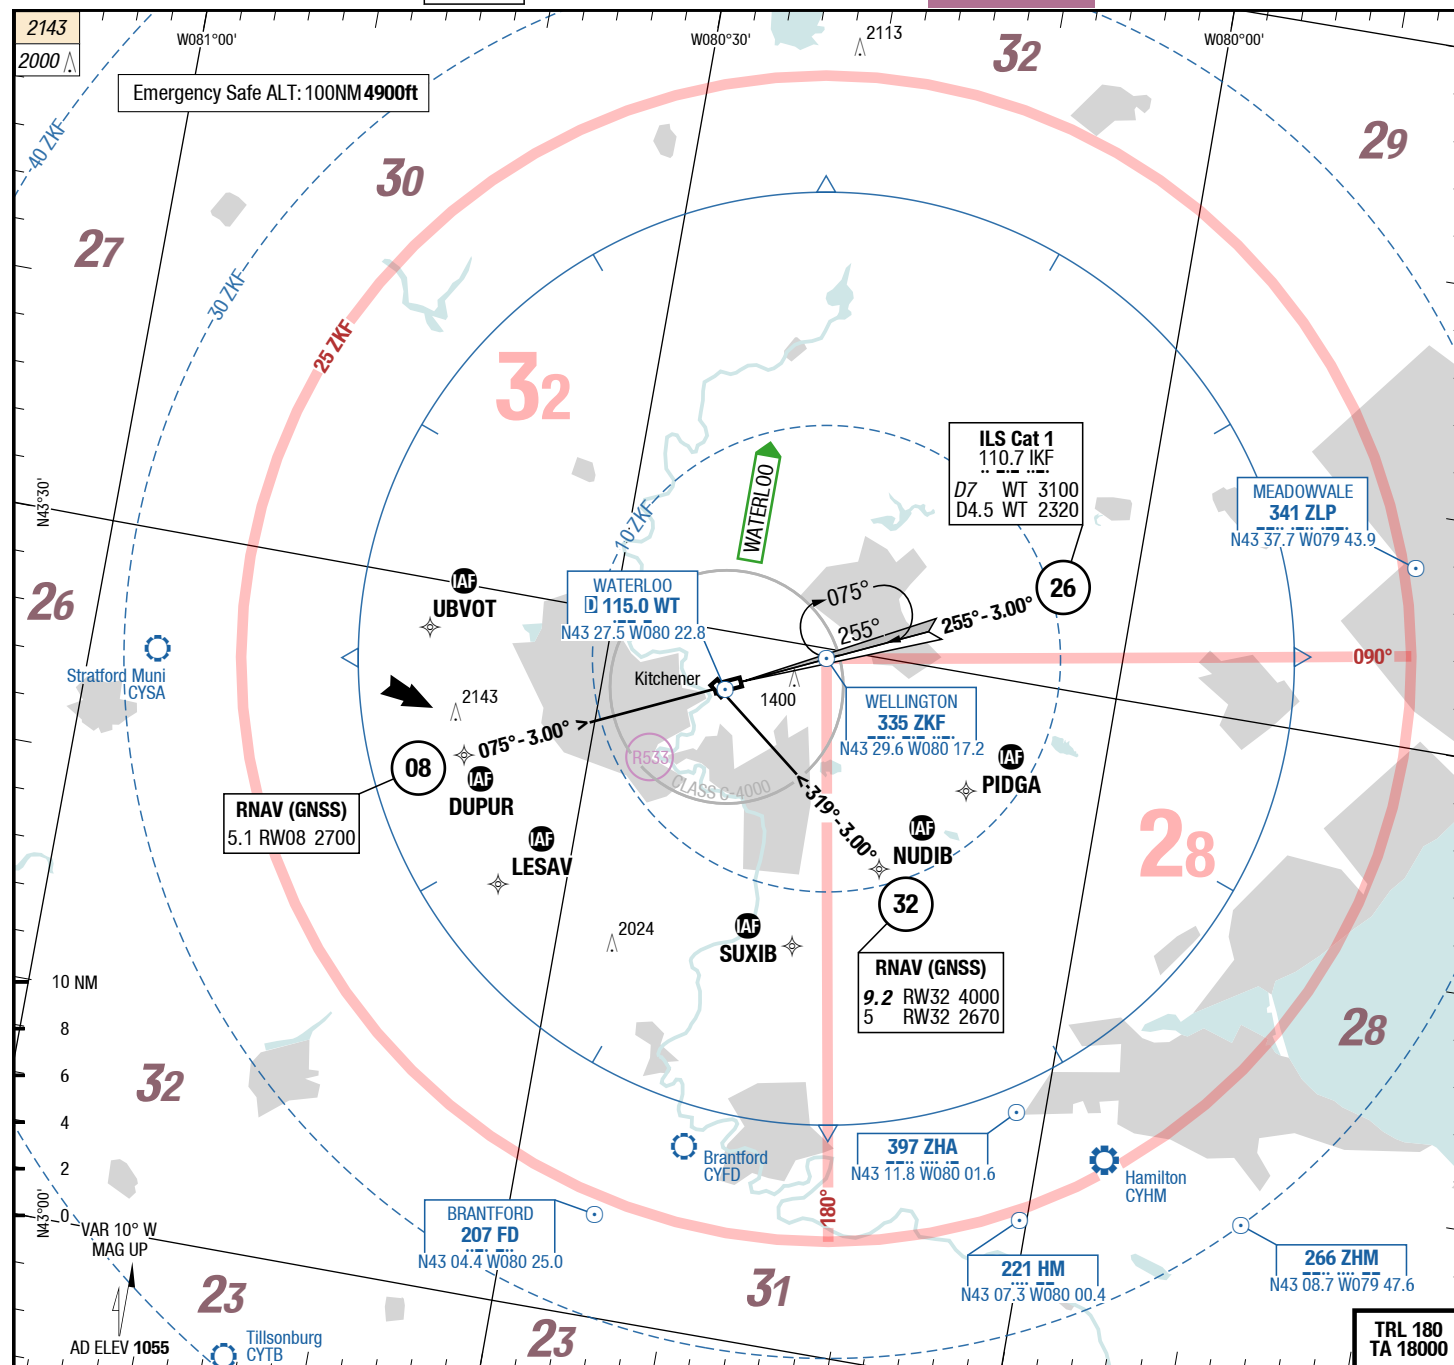 2143
2000
W081°00'
W080°30'
2113
W080°00'
32
Emergency Safe ALT: 100NM 4900ft
40 ZKF
30
29
27
30 ZKF
25 ZKF
32
ILS Cat 1
110.7 IKF
D7 WT 3100
D4.5 WT 2320
WATERLOO
10 ZKF
N43°30'
MEADOWVALE
341 ZLP
N43 37.7 W079 43.9
26
IAF
UBVOT
WATERLOO
D 115.0 WT
N43 27.5 W080 22.8
075°
255°
255°-3.00°
26
Stratford Muni
CYSA
Kitchener
1400
090°
2143
075°-3.00° >
WELLINGTON
335 ZKF
N43 29.6 W080 17.2
R533
CLASS C-4000
08
IAF
DUPUR
IAF
PIDGA
RNAV (GNSS)
5.1 RW08 2700
IAF
LESAV
<-319°-3.00°
IAF
NUDIB
28
32
2024
IAF
SUXIB
RNAV (GNSS)
9.2 RW32 4000
5 RW32 2670
10 NM
8
6
4
2
0
28
32
N43°00'
397 ZHA
N43 11.8 W080 01.6
Brantford
CYFD
Hamilton
CYHM
180°
BRANTFORD
207 FD
N43 04.4 W080 25.0
VAR 10° W
MAG UP
221 HM
N43 07.3 W080 00.4
266 ZHM
N43 08.7 W079 47.6
23
31
23
AD ELEV 1055
Tillsonburg
CYTB
TRL 180
TA 18000